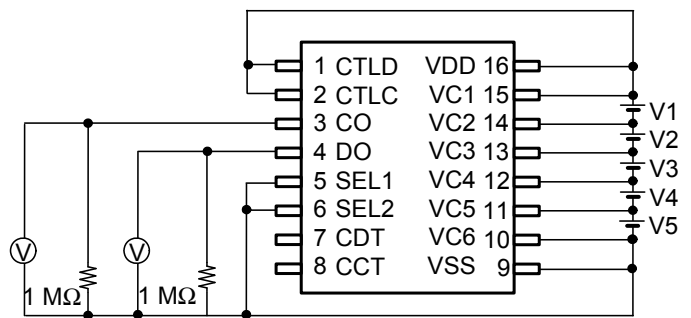 1 CTLD VDD 16
2 CTLC VC1 15
3 CO VC2 14
4 DO VC3 13
5 SEL1 VC4 12
6 SEL2 VC5 11
7 CDT VC6 10
8 CCT VSS 9
V1
V2
V3
V4
V5
V
V
1 MΩ
1 MΩ